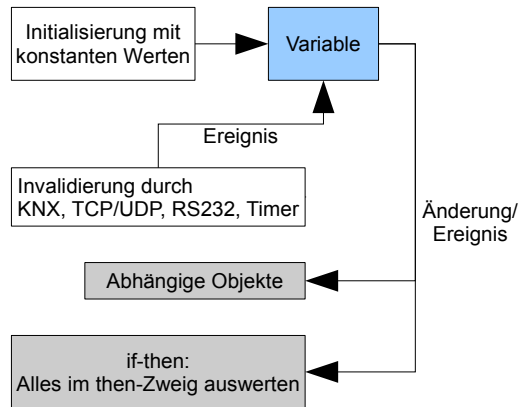 Initialisierung mit
konstanten Werten
Variable
Ereignis
Invalidierung durch
KNX, TCP/UDP, RS232, Timer
Änderung/
Ereignis
Abhängige Objekte
if-then:
Alles im then-Zweig auswerten